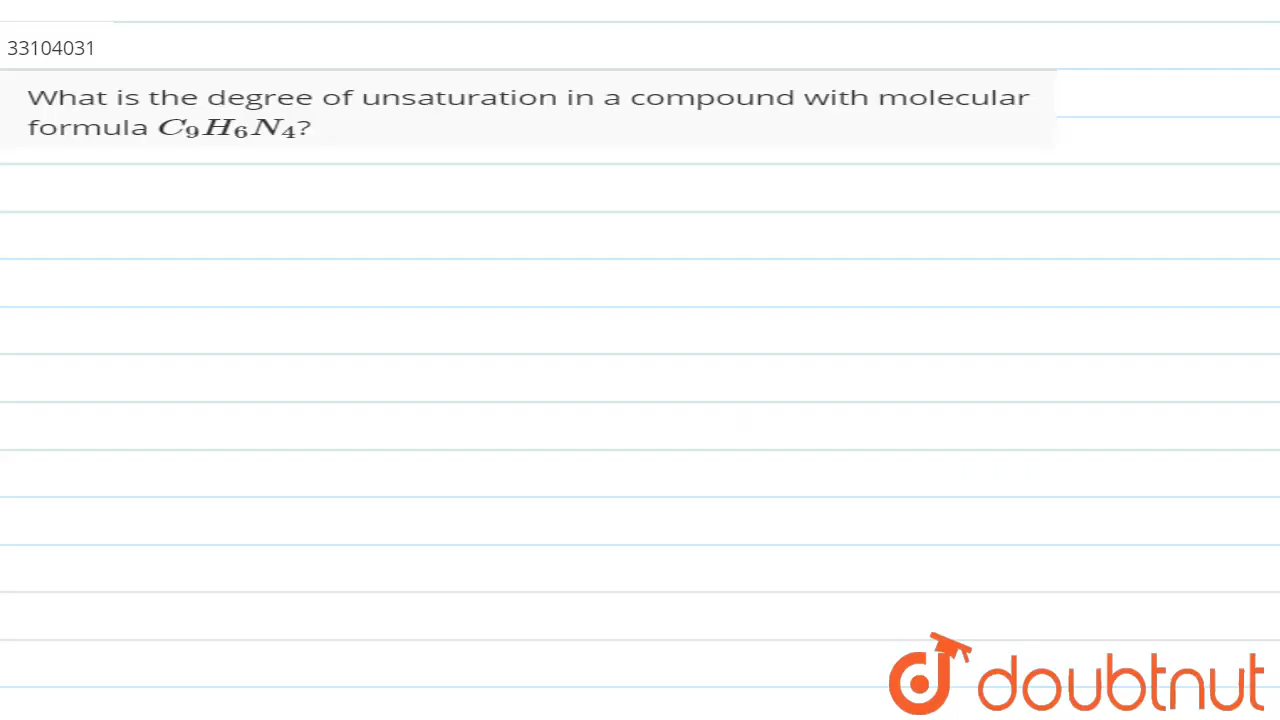 33104031
What is the degree of unsaturation in a compound with molecular
formula C₉H₆N₄?
doubtnut